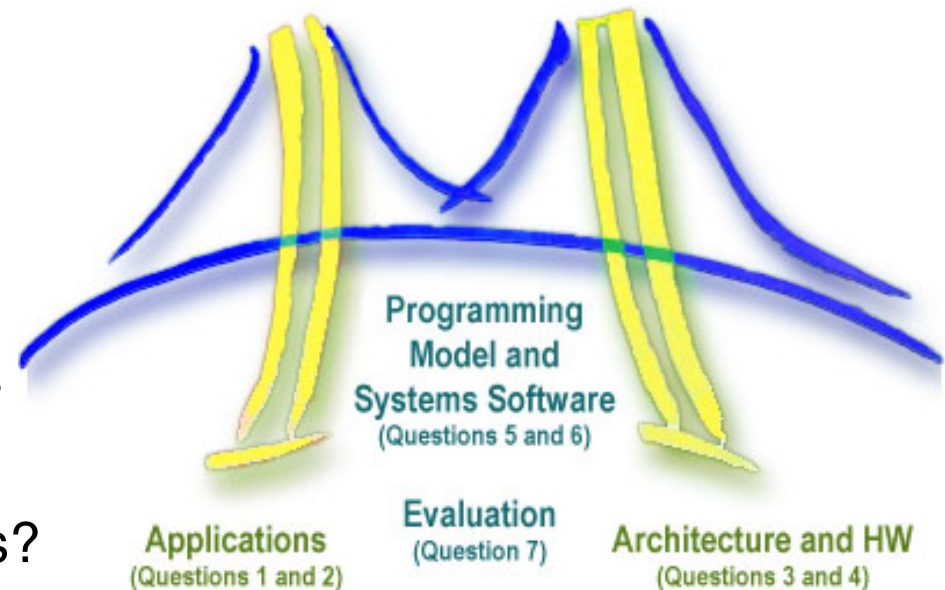 Programming
Model and
Systems Software
(Questions 5 and 6)
s?
Applications
(Questions 1 and 2)
Evaluation
(Question 7)
Architecture and HW
(Questions 3 and 4)